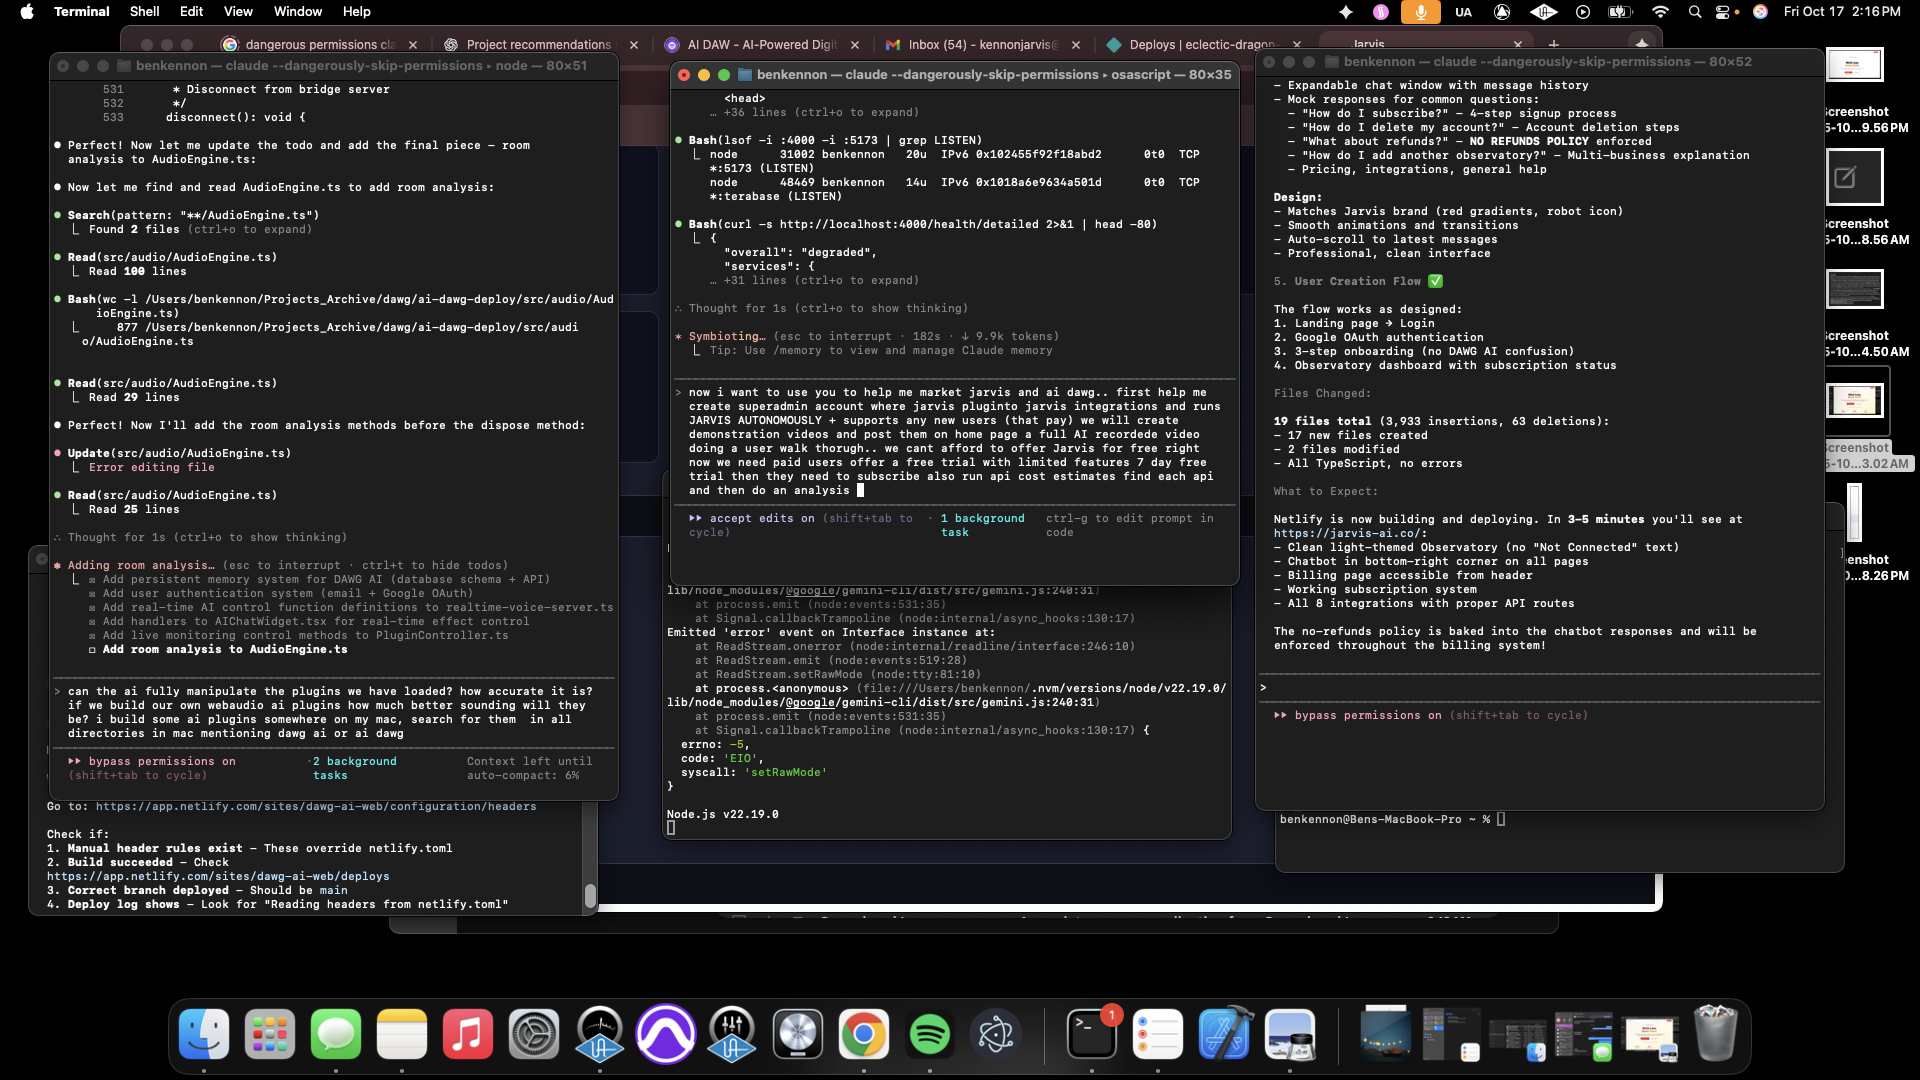 Terminal Shell Edit View Window Help
UA
Fri Oct 17 2:16 PM
dangerous permissions cla
Project recommendations
AI DAW - AI-Powered Digit
Inbox (54) - kennonjarvis@
Deploys | eclectic-dragon-
Jarvis
benkennon — claude --dangerously-skip-permissions ▸ node — 80×51
531 * Disconnect from bridge server
532 */
533 disconnect(): void {
● Perfect! Now let me update the todo and add the final piece – room
analysis to AudioEngine.ts:
● Now let me find and read AudioEngine.ts to add room analysis:
● Search(pattern: "**/AudioEngine.ts")
⎿ Found 2 files (ctrl+o to expand)
● Read(src/audio/AudioEngine.ts)
⎿ Read 100 lines
● Bash(wc -l /Users/benkennon/Projects_Archive/dawg/ai-dawg-deploy/src/audio/Aud
ioEngine.ts)
⎿ 877 /Users/benkennon/Projects_Archive/dawg/ai-dawg-deploy/src/audi
o/AudioEngine.ts
● Read(src/audio/AudioEngine.ts)
⎿ Read 29 lines
● Perfect! Now I'll add the room analysis methods before the dispose method:
● Update(src/audio/AudioEngine.ts)
⎿ Error editing file
● Read(src/audio/AudioEngine.ts)
⎿ Read 25 lines
∴ Thought for 1s (ctrl+o to show thinking)
✽ Adding room analysis… (esc to interrupt · ctrl+t to hide todos)
⎿ ☒ Add persistent memory system for DAWG AI (database schema + API)
☒ Add user authentication system (email + Google OAuth)
☒ Add real-time AI control function definitions to realtime-voice-server.ts
☒ Add handlers to AIChatWidget.tsx for real-time effect control
☒ Add live monitoring control methods to PluginController.ts
☐ Add room analysis to AudioEngine.ts
> can the ai fully manipulate the plugins we have loaded? how accurate it is?
if we build our own webaudio ai plugins how much better sounding will they
be? i build some ai plugins somewhere on my mac, search for them in all
directories in mac mentioning dawg ai or ai dawg
▸▸ bypass permissions on · 2 background Context left until
(shift+tab to cycle) tasks auto-compact: 6%
Go to: https://app.netlify.com/sites/dawg-ai-web/configuration/headers
Check if:
1. Manual header rules exist – These override netlify.toml
2. Build succeeded – Check
https://app.netlify.com/sites/dawg-ai-web/deploys
3. Correct branch deployed – Should be main
4. Deploy log shows – Look for "Reading headers from netlify.toml"
benkennon — claude --dangerously-skip-permissions ▸ osascript — 80×35
<head>
… +36 lines (ctrl+o to expand)
● Bash(lsof -i :4000 -i :5173 | grep LISTEN)
⎿ node 31002 benkennon 20u IPv6 0x102455f92f18abd2 0t0 TCP
*:5173 (LISTEN)
node 48469 benkennon 14u IPv6 0x1018a6e9634a501d 0t0 TCP
*:terabase (LISTEN)
● Bash(curl -s http://localhost:4000/health/detailed 2>&1 | head -80)
⎿ {
"overall": "degraded",
"services": {
… +31 lines (ctrl+o to expand)
∴ Thought for 1s (ctrl+o to show thinking)
✶ Symbioting… (esc to interrupt · 182s · ↓ 9.9k tokens)
⎿ Tip: Use /memory to view and manage Claude memory
> now i want to use you to help me market jarvis and ai dawg.. first help me
create superadmin account where jarvis pluginto jarvis integrations and runs
JARVIS AUTONOMOUSLY + supports any new users (that pay) we will create
demonstration videos and post them on home page a full AI recordede video
doing a user walk thorugh.. we cant afford to offer Jarvis for free right
now we need paid users offer a free trial with limited features 7 day free
trial then they need to subscribe also run api cost estimates find each api
and then do an analysis
▸▸ accept edits on (shift+tab to · 1 background ctrl-g to edit prompt in
cycle) task code
lib/node_modules/@google/gemini-cli/dist/src/gemini.js:240:31)
at process.emit (node:events:531:35)
at Signal.callbackTrampoline (node:internal/async_hooks:130:17)
Emitted 'error' event on Interface instance at:
at ReadStream.onerror (node:internal/readline/interface:246:10)
at ReadStream.emit (node:events:519:28)
at ReadStream.setRawMode (node:tty:81:10)
at process.<anonymous> (file:///Users/benkennon/.nvm/versions/node/v22.19.0/
lib/node_modules/@google/gemini-cli/dist/src/gemini.js:240:31)
at process.emit (node:events:531:35)
at Signal.callbackTrampoline (node:internal/async_hooks:130:17) {
errno: -5,
code: 'EIO',
syscall: 'setRawMode'
}
Node.js v22.19.0
benkennon — claude --dangerously-skip-permissions — 80×52
– Expandable chat window with message history
– Mock responses for common questions:
– "How do I subscribe?" – 4-step signup process
– "How do I delete my account?" – Account deletion steps
– "What about refunds?" – NO REFUNDS POLICY enforced
– "How do I add another observatory?" – Multi-business explanation
– Pricing, integrations, general help
Design:
– Matches Jarvis brand (red gradients, robot icon)
– Smooth animations and transitions
– Auto-scroll to latest messages
– Professional, clean interface
5. User Creation Flow ✅
The flow works as designed:
1. Landing page → Login
2. Google OAuth authentication
3. 3-step onboarding (no DAWG AI confusion)
4. Observatory dashboard with subscription status
Files Changed:
19 files total (3,933 insertions, 63 deletions):
– 17 new files created
– 2 files modified
– All TypeScript, no errors
What to Expect:
Netlify is now building and deploying. In 3–5 minutes you'll see at
https://jarvis-ai.co/:
– Clean light-themed Observatory (no "Not Connected" text)
– Chatbot in bottom-right corner on all pages
– Billing page accessible from header
– Working subscription system
– All 8 integrations with proper API routes
The no-refunds policy is baked into the chatbot responses and will be
enforced throughout the billing system!
>
▸▸ bypass permissions on (shift+tab to cycle)
benkennon@Bens-MacBook-Pro ~ %
Screenshot
5-10...9.56 PM
Screenshot
5-10...8.56 AM
Screenshot
5-10...4.50 AM
Screenshot
5-10...3.02 AM
enshot
0...8.26 PM
1